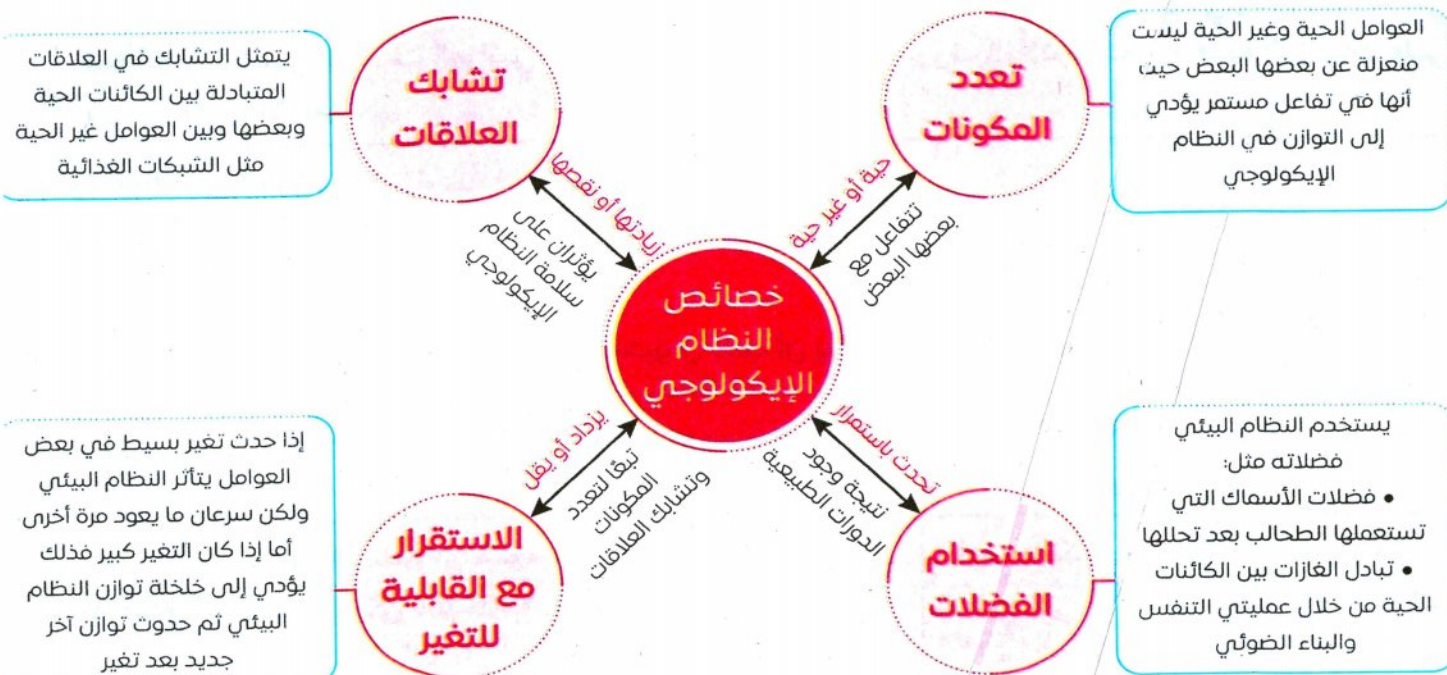 العوامل الحية وغير الحية ليست
منعزلة عن بعضها البعض حيث
أنها في تفاعل مستمر يؤدي
إلى التوازن في النظام
الإيكولوجي
تعدد
المكونات
حية أو غير حية
تتفاعل مع
بعضها البعض
تشابك
العلاقات
يتمثل التشابك في العلاقات
المتبادلة بين الكائنات الحية
وبعضها وبين العوامل غير الحية
مثل الشبكات الغذائية
زيادتها أو نقصها
يؤثران على
سلامة النظام
الإيكولوجي
خصائص
النظام
الإيكولوجي
تحدث باستمرار
نتيجة وجود
الدورات الطبيعية
استخدام
الفضلات
يستخدم النظام البيئي
فضلاته مثل:
• فضلات الأسماك التي
تستعملها الطحالب بعد تحللها
• تبادل الغازات بين الكائنات
الحية من خلال عمليتي التنفس
والبناء الضوئي
يزداد أو يقل
تبعًا لتعدد
المكونات
وتشابك العلاقات
الاستقرار
مع القابلية
للتغير
إذا حدث تغير بسيط في بعض
العوامل يتأثر النظام البيئي
ولكن سرعان ما يعود مرة أخرى
أما إذا كان التغير كبير فذلك
يؤدي إلى خلخلة توازن النظام
البيئي ثم حدوث توازن آخر
جديد بعد تغير